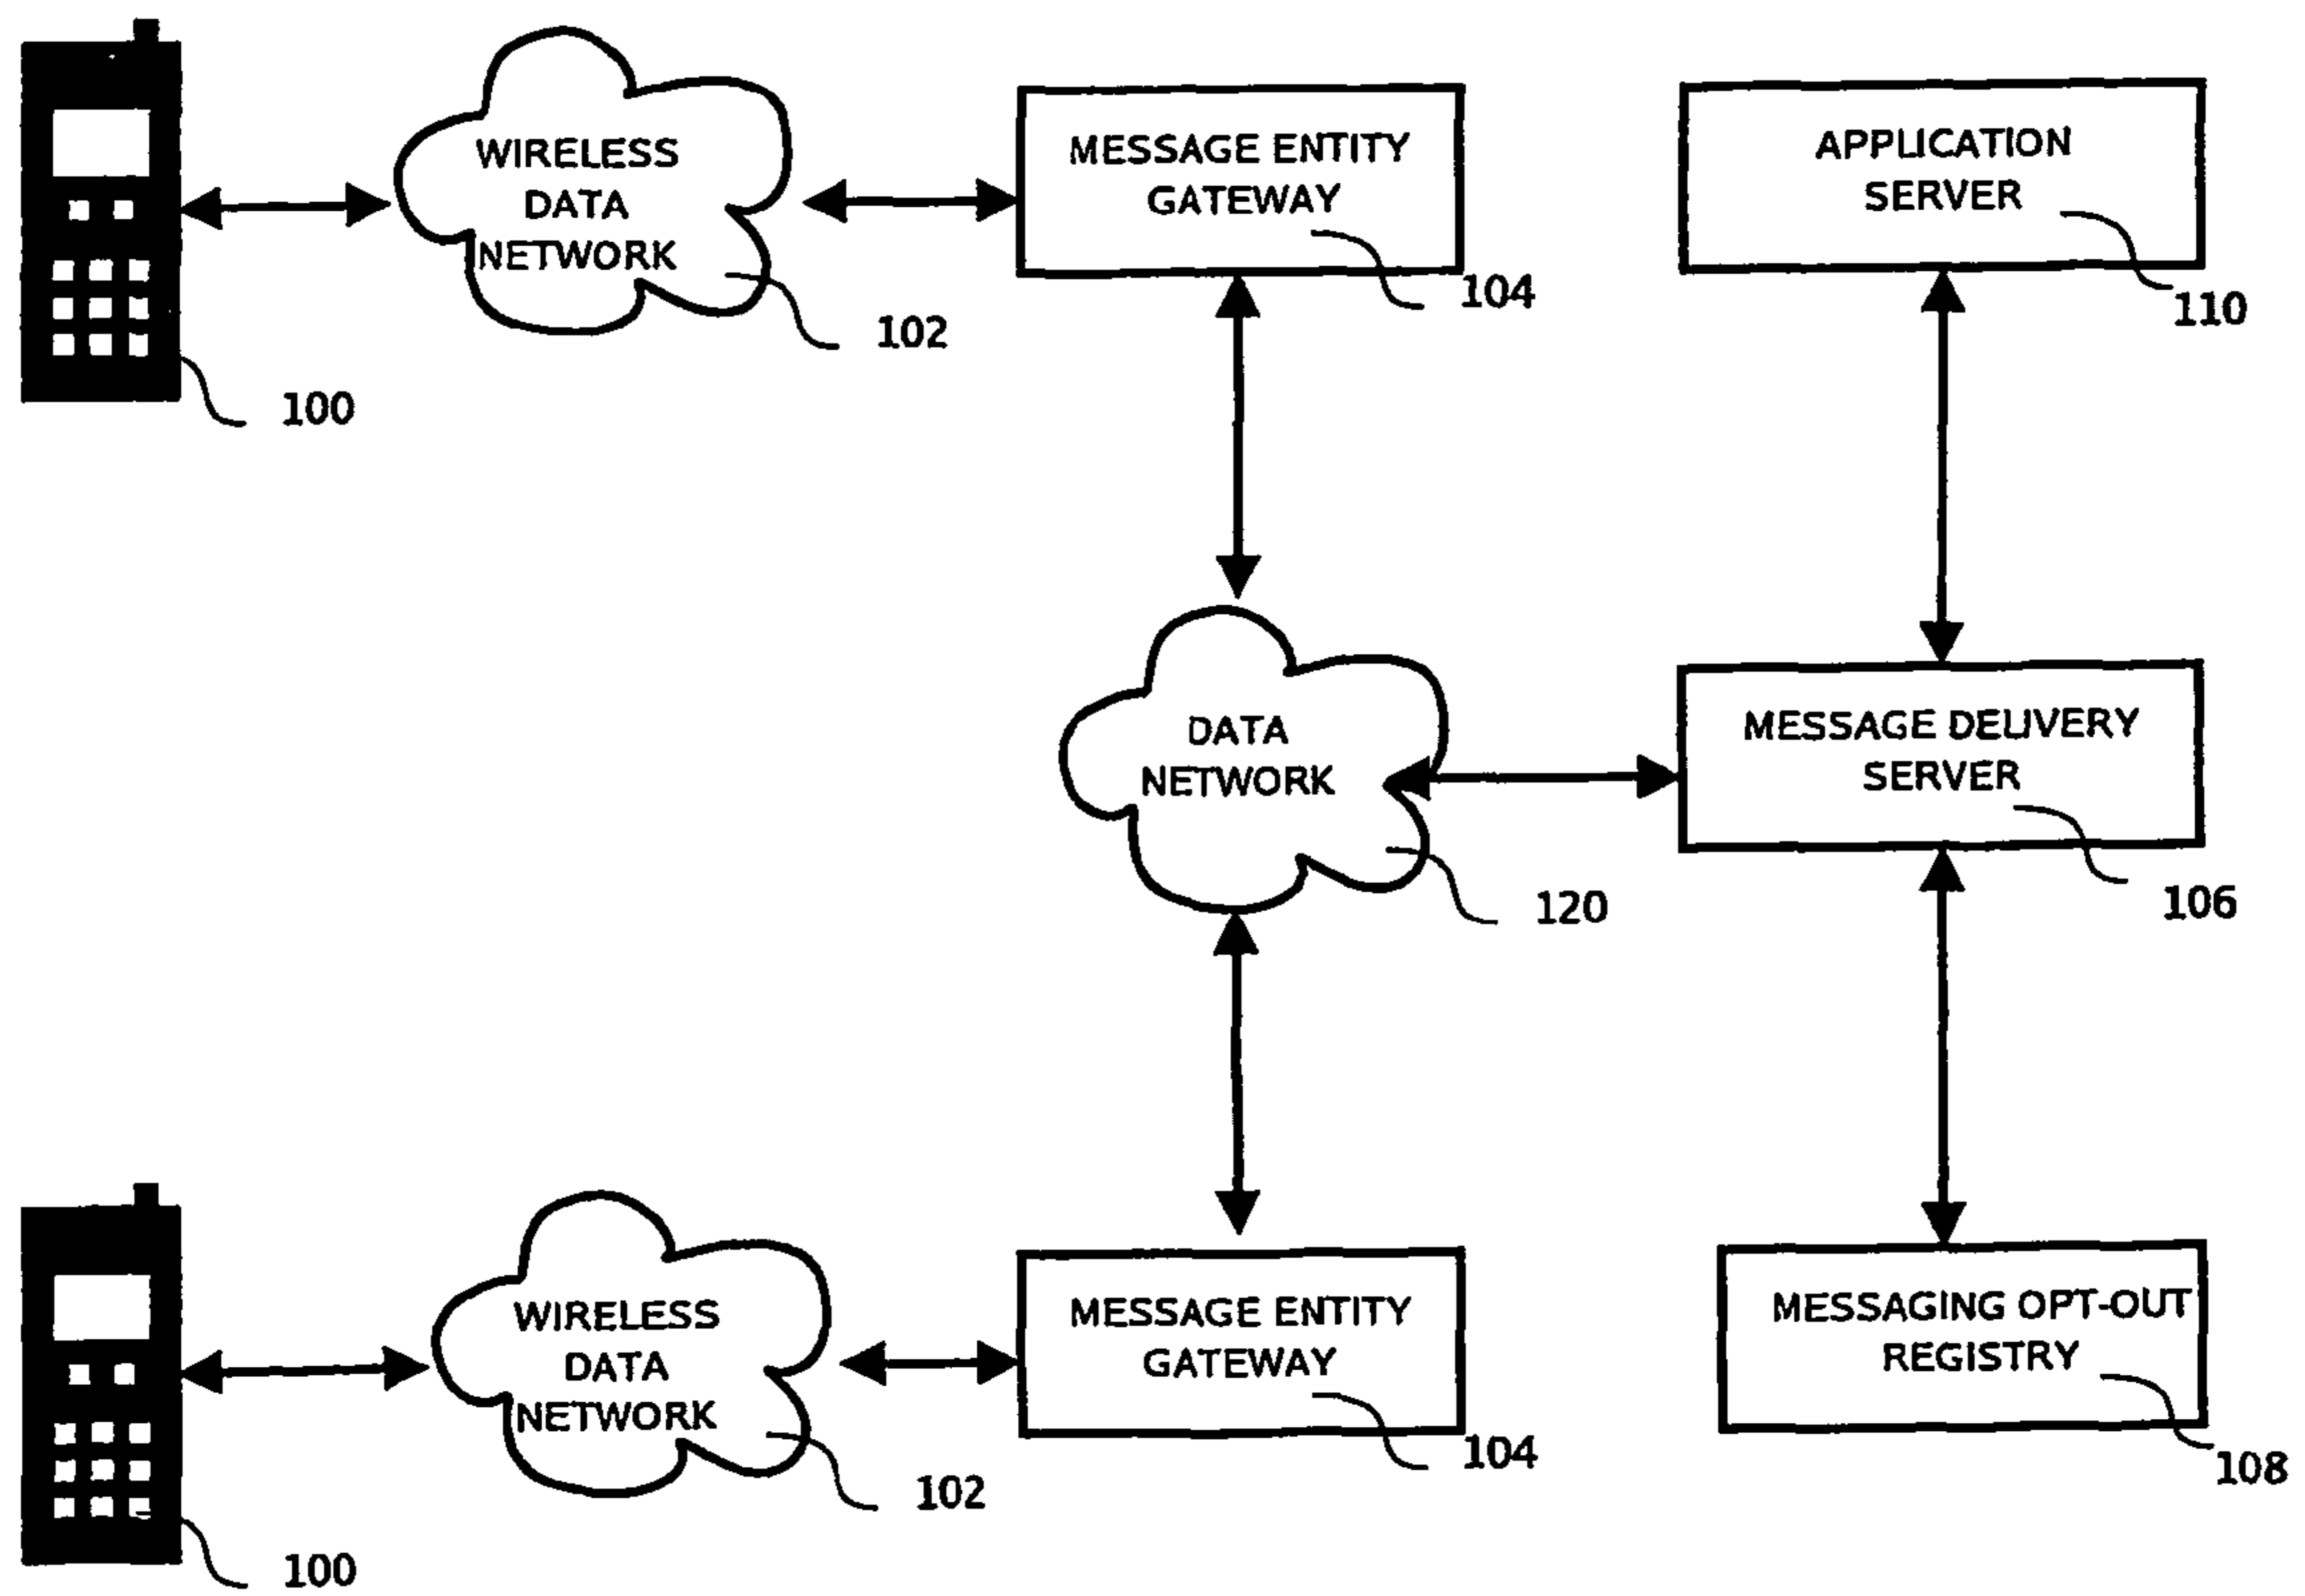 WIRELESS
DATA
NETWORK
102
100
MESSAGE ENTITY
GATEWAY
104
APPLICATION
SERVER
110
DATA
NETWORK
120
MESSAGE DELIVERY
SERVER
106
WIRELESS
DATA
NETWORK
102
100
MESSAGE ENTITY
GATEWAY
104
MESSAGING OPT-OUT
REGISTRY
108